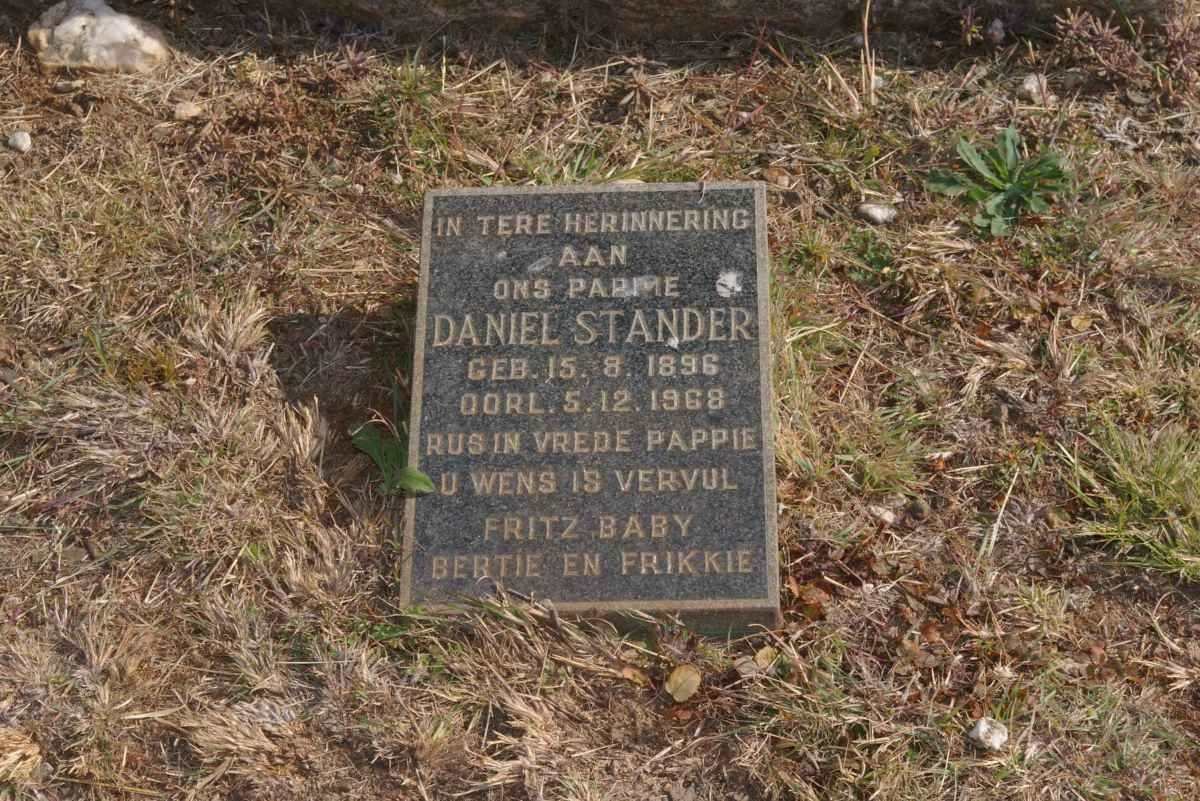 IN TERE HERINNERING
AAN
ONS PAPPIE
DANIEL STANDER
GEB. 15. 8. 1896
OORL. 5. 12. 1968
RUS IN VREDE PAPPIE
U WENS IS VERVUL
FRITZ BABY
BERTIE EN FRIKKIE